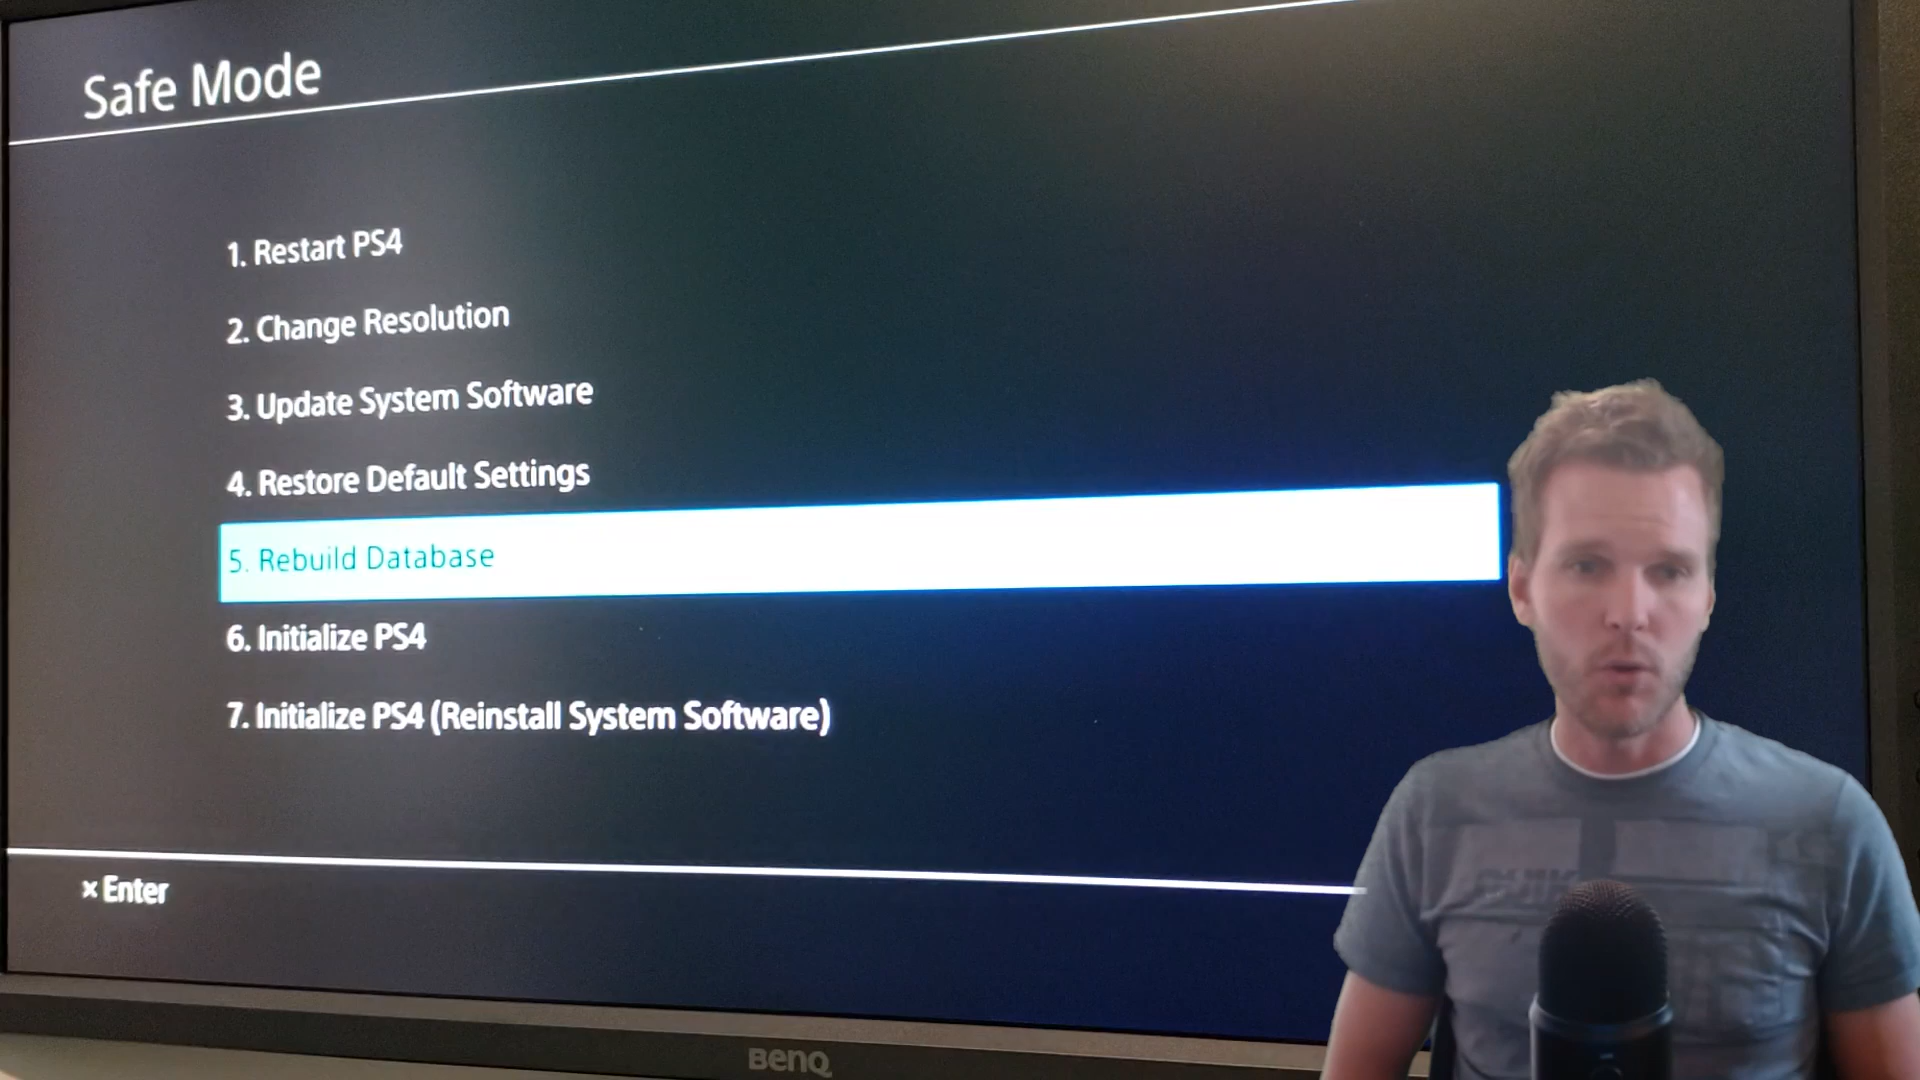 Safe Mode
1. Restart PS4
2. Change Resolution
3. Update System Software
4. Restore Default Settings
5. Rebuild Database
6. Initialize PS4
7. Initialize PS4 (Reinstall System Software)
× Enter
BenQ